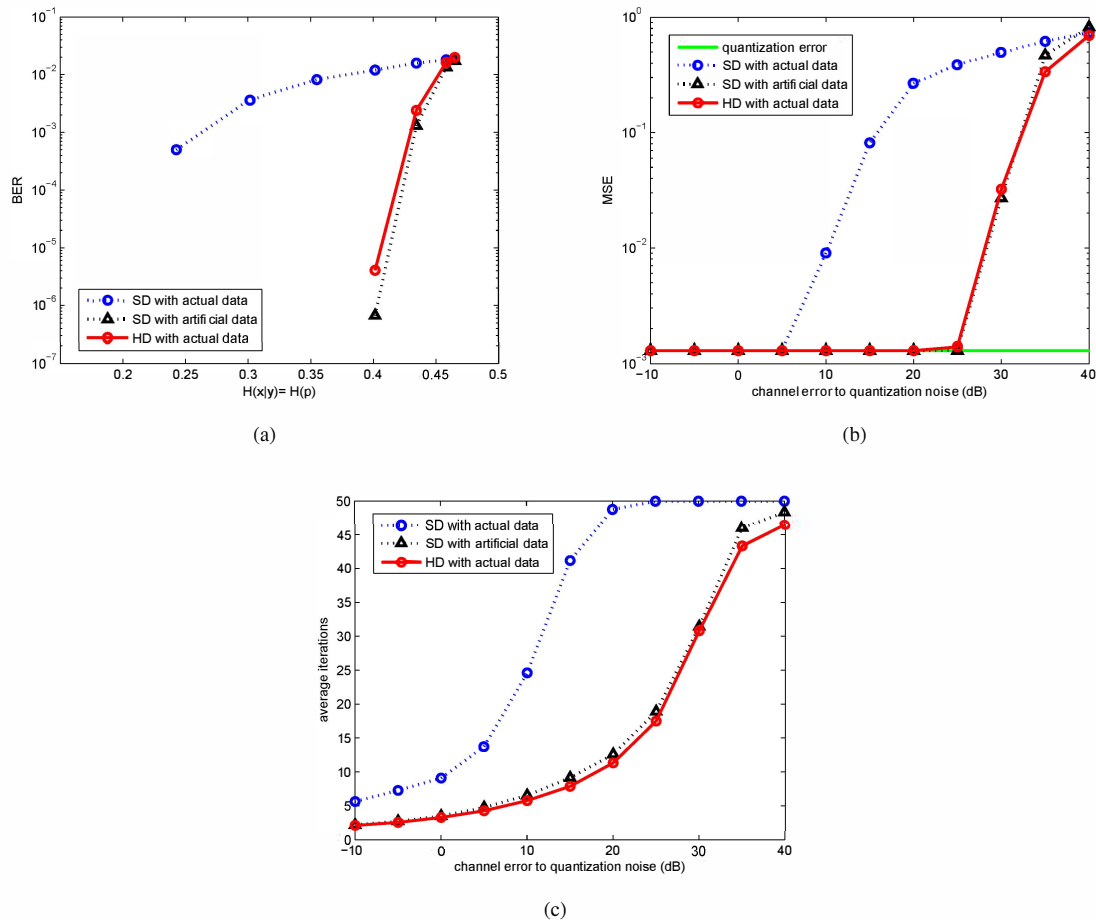 10⁻¹
10⁻²
10⁻³
10⁻⁴
10⁻⁵
10⁻⁶
10⁻⁷
BER
SD with actual data
SD with artificial data
HD with actual data
0.2 0.25 0.3 0.35 0.4 0.45 0.5
H(x|y)= H(p)
(a)
10⁰
10⁻¹
10⁻²
10⁻³
MSE
quantization error
SD with actual data
SD with artificial data
HD with actual data
−10 0 10 20 30 40
channel error to quantization noise (dB)
(b)
50
45
40
35
30
25
20
15
10
5
0
average iterations
SD with actual data
SD with artificial data
HD with actual data
−10 0 10 20 30 40
channel error to quantization noise (dB)
(c)